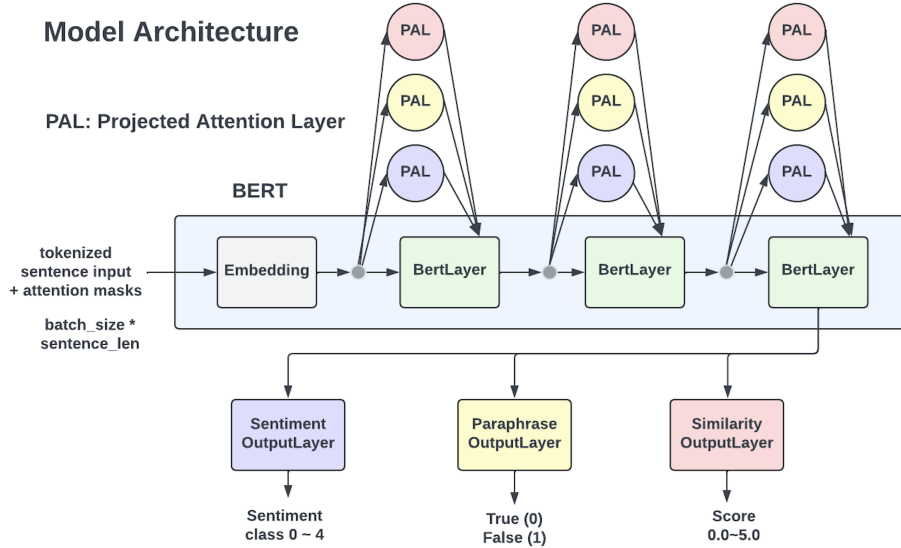 Model Architecture
PAL
PAL
PAL
PAL: Projected Attention Layer
PAL
PAL
PAL
PAL
PAL
PAL
BERT
tokenized
sentence input
+ attention masks
batch_size *
sentence_len
Embedding
BertLayer
BertLayer
BertLayer
Sentiment
OutputLayer
Paraphrase
OutputLayer
Similarity
OutputLayer
Sentiment
class 0 ~ 4
True (0)
False (1)
Score
0.0~5.0